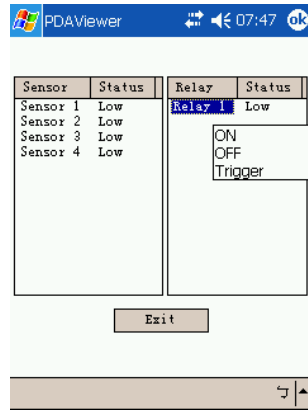 PDAViewer 07:47 ok
Sensor Status Relay Status
Sensor 1 Low Relay 1 Low
Sensor 2 Low
Sensor 3 Low ON
Sensor 4 Low OFF
Trigger
Exit